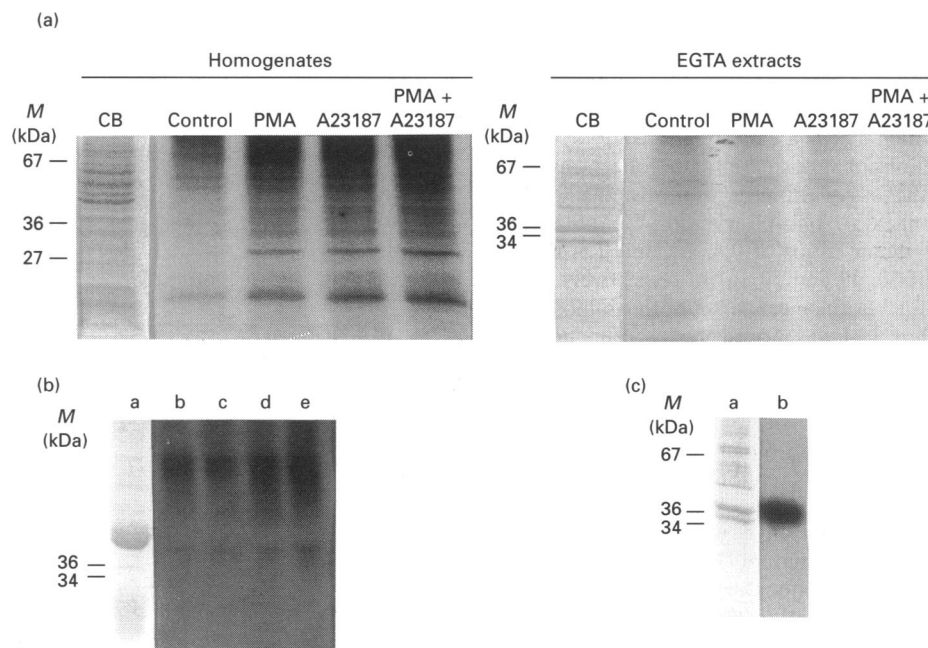 (a)
Homogenates
EGTA extracts
M (kDa) CB Control PMA A23187 PMA + A23187
M (kDa) CB Control PMA A23187 PMA + A23187
67
36
27
67
36
34
(b)
M (kDa) a b c d e
36
34
(c)
M (kDa) a b
67
36
34